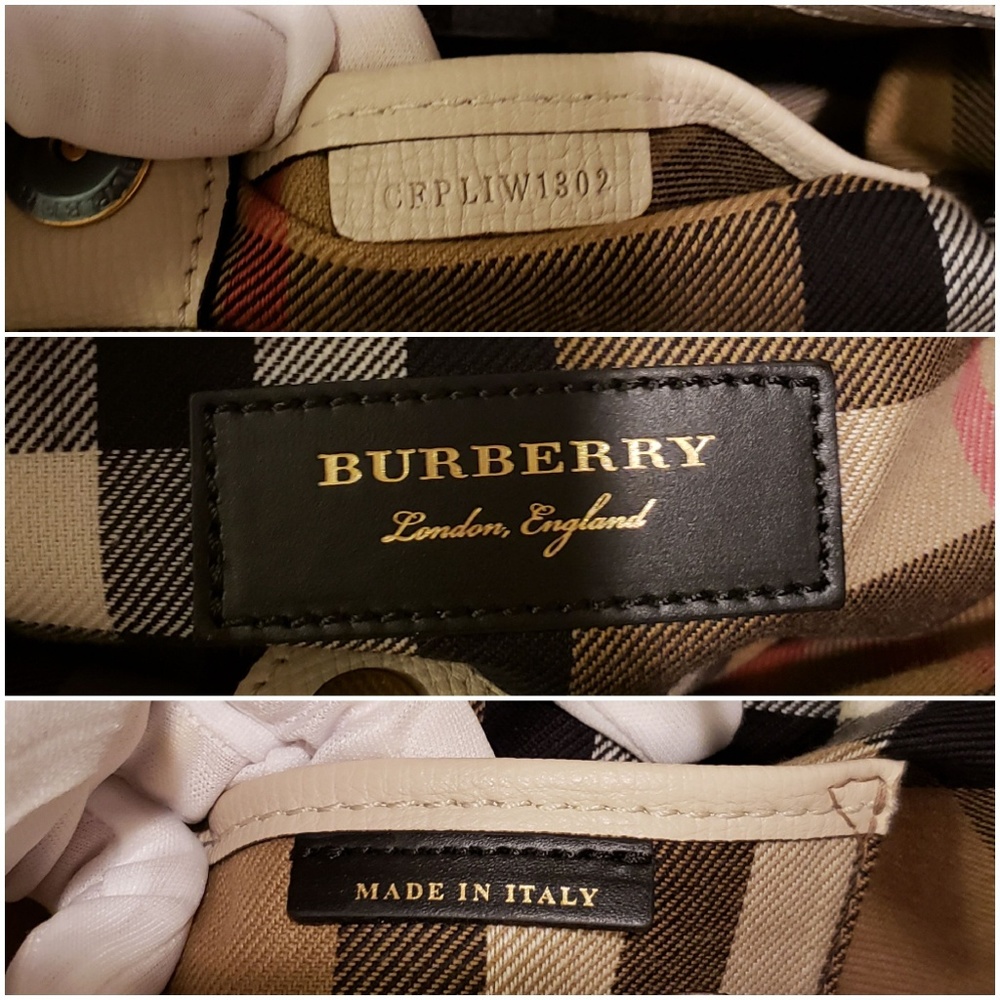 CFPLIW1302
BURBERRY
London, England
MADE IN ITALY